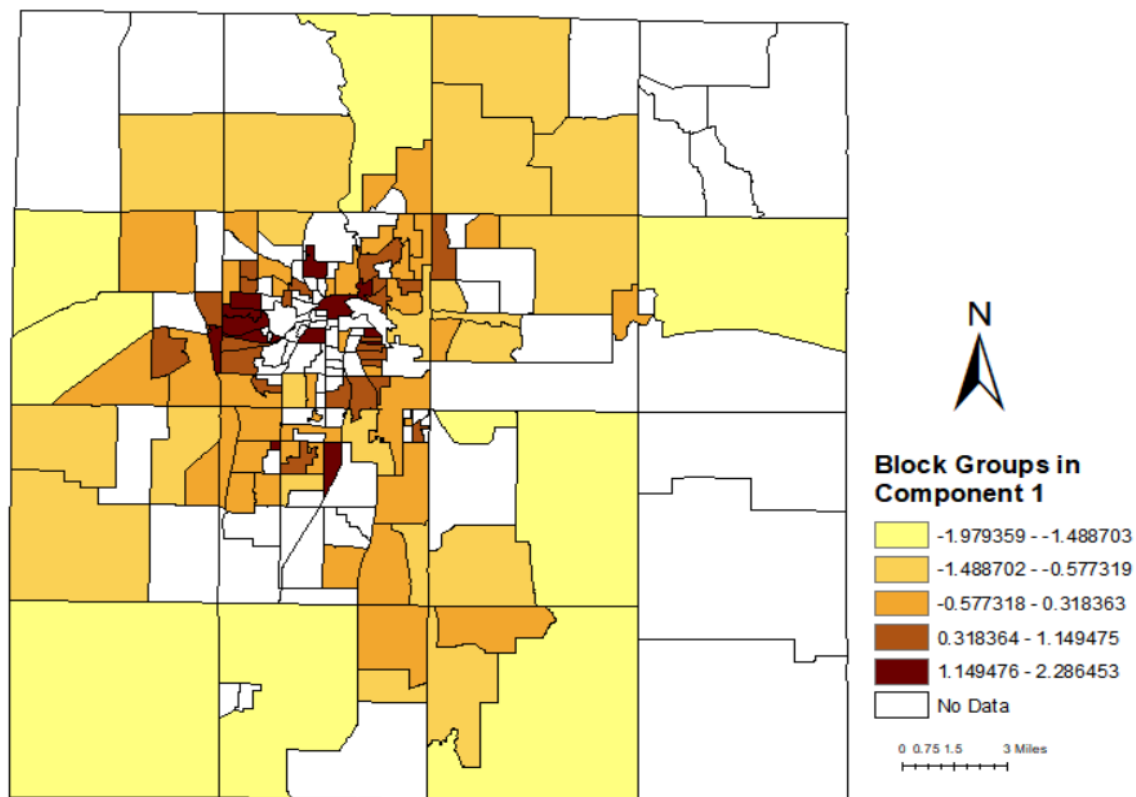 N
Block Groups in
Component 1
-1.979359 - -1.488703
-1.488702 - -0.577319
-0.577318 - 0.318363
0.318364 - 1.149475
1.149476 - 2.286453
No Data
0 0.75 1.5 3 Miles